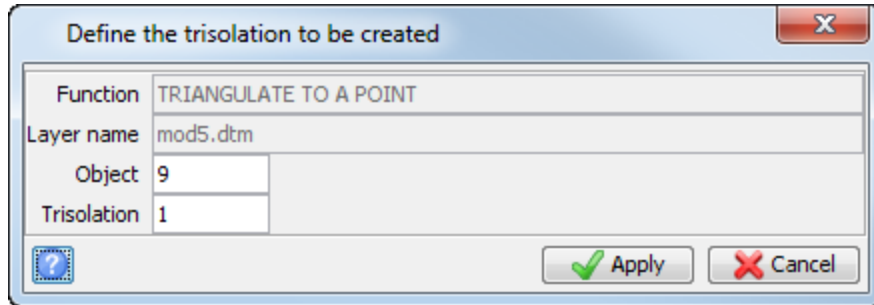 Define the trisolation to be created
Function TRIANGULATE TO A POINT
Layer name mod5.dtm
Object 9
Trisolation 1
? Apply Cancel